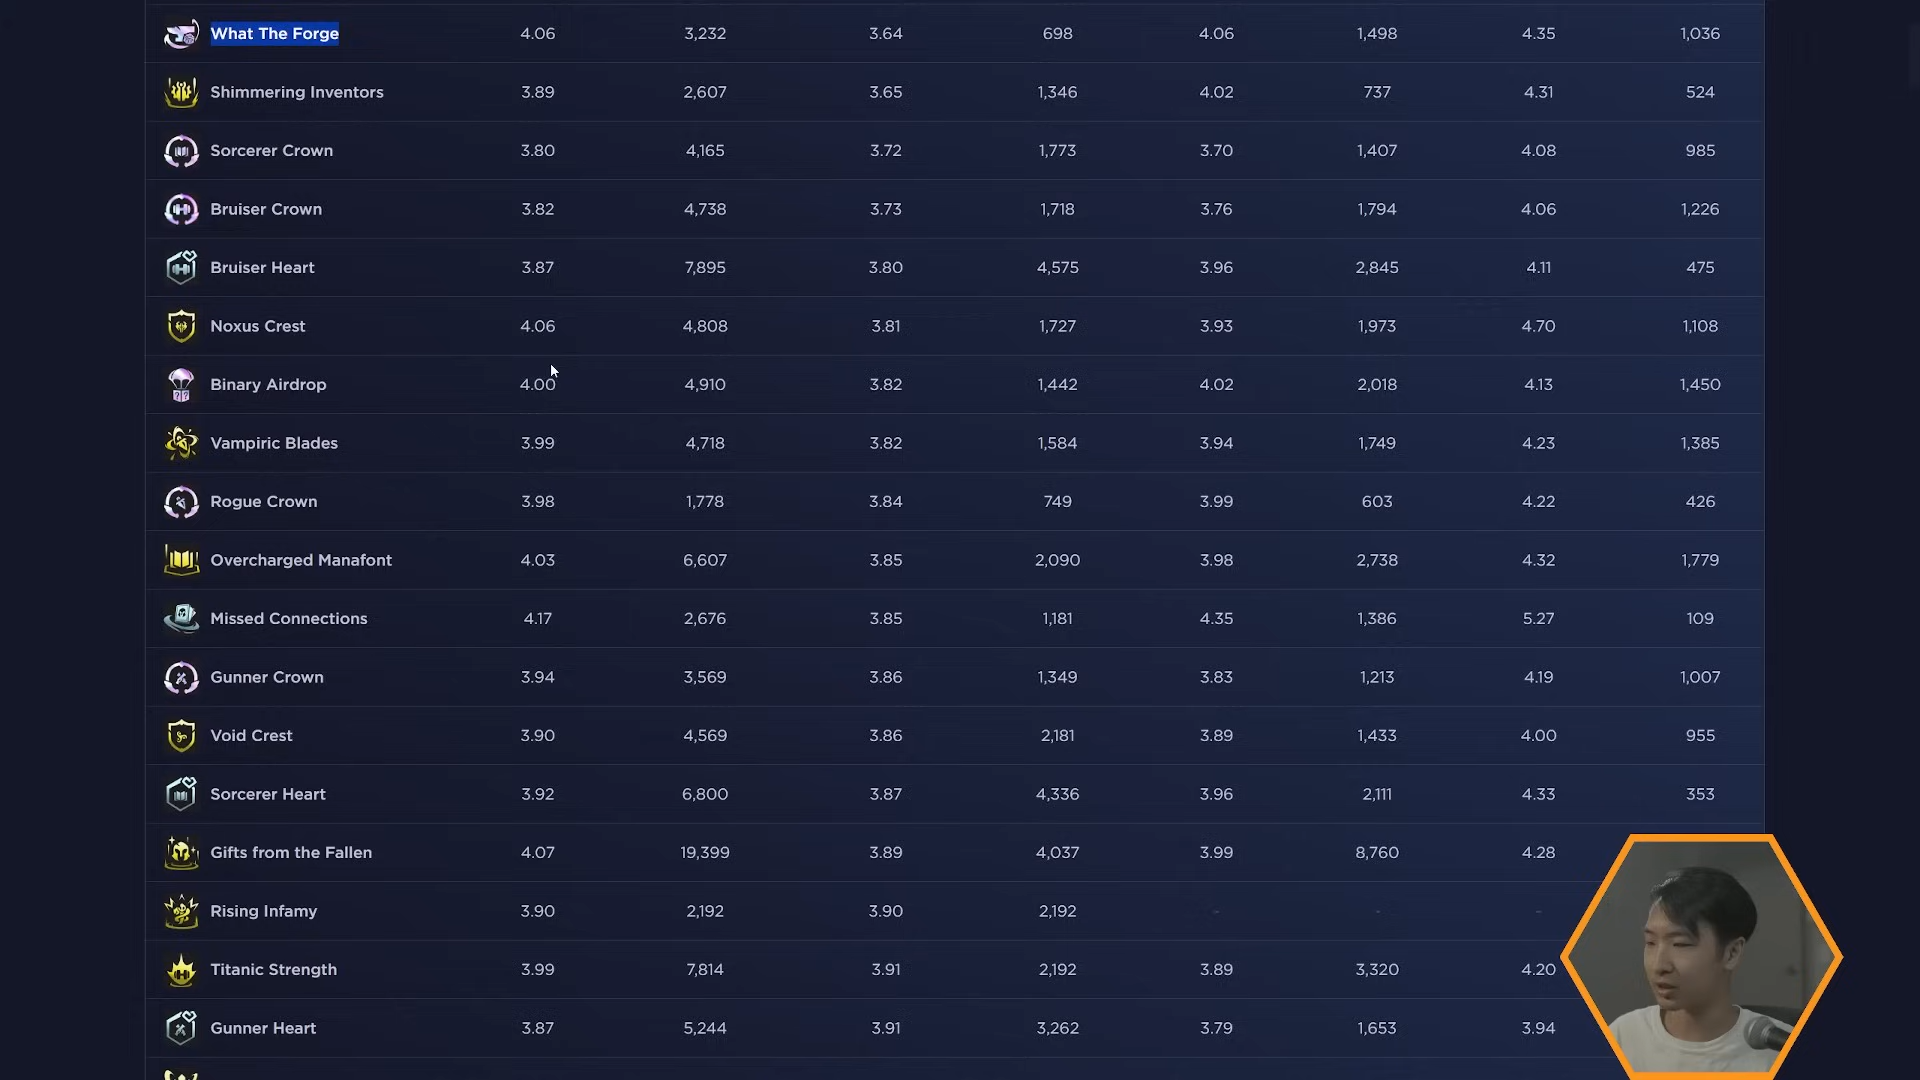 What The Forge 4.06 3,232 3.64 698 4.06 1,498 4.35 1,036
Shimmering Inventors 3.89 2,607 3.65 1,346 4.02 737 4.31 524
Sorcerer Crown 3.80 4,165 3.72 1,773 3.70 1,407 4.08 985
Bruiser Crown 3.82 4,738 3.73 1,718 3.76 1,794 4.06 1,226
Bruiser Heart 3.87 7,895 3.80 4,575 3.96 2,845 4.11 475
Noxus Crest 4.06 4,808 3.81 1,727 3.93 1,973 4.70 1,108
Binary Airdrop 4.00 4,910 3.82 1,442 4.02 2,018 4.13 1,450
Vampiric Blades 3.99 4,718 3.82 1,584 3.94 1,749 4.23 1,385
Rogue Crown 3.98 1,778 3.84 749 3.99 603 4.22 426
Overcharged Manafont 4.03 6,607 3.85 2,090 3.98 2,738 4.32 1,779
Missed Connections 4.17 2,676 3.85 1,181 4.35 1,386 5.27 109
Gunner Crown 3.94 3,569 3.86 1,349 3.83 1,213 4.19 1,007
Void Crest 3.90 4,569 3.86 2,181 3.89 1,433 4.00 955
Sorcerer Heart 3.92 6,800 3.87 4,336 3.96 2,111 4.33 353
Gifts from the Fallen 4.07 19,399 3.89 4,037 3.99 8,760 4.28
Rising Infamy 3.90 2,192 3.90 2,192 - - -
Titanic Strength 3.99 7,814 3.91 2,192 3.89 3,320 4.20
Gunner Heart 3.87 5,244 3.91 3,262 3.79 1,653 3.94